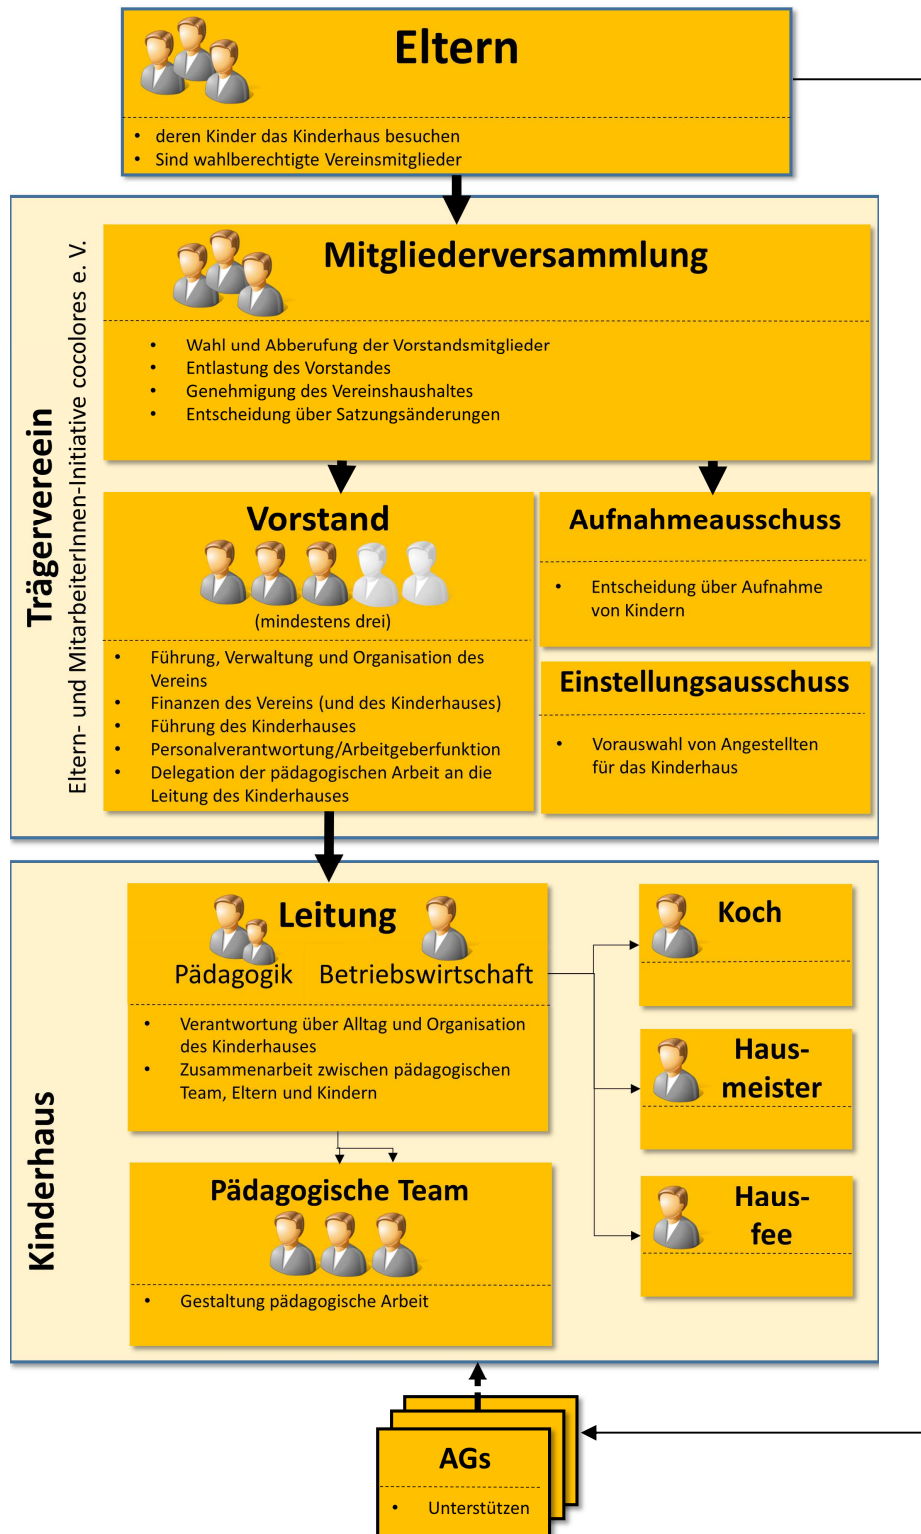 Eltern
• deren Kinder das Kinderhaus besuchen
• Sind wahlberechtigte Vereinsmitglieder
Trägervereein
Eltern- und MitarbeiterInnen-Initiative cocolores e. V.
Mitgliederversammlung
• Wahl und Abberufung der Vorstandsmitglieder
• Entlastung des Vorstandes
• Genehmigung des Vereinshaushaltes
• Entscheidung über Satzungsänderungen
Vorstand
(mindestens drei)
• Führung, Verwaltung und Organisation des
Vereins
• Finanzen des Vereins (und des Kinderhauses)
• Führung des Kinderhauses
• Personalverantwortung/Arbeitgeberfunktion
• Delegation der pädagogischen Arbeit an die
Leitung des Kinderhauses
Aufnahmeausschuss
• Entscheidung über Aufnahme
von Kindern
Einstellungsausschuss
• Vorauswahl von Angestellten
für das Kinderhaus
Kinderhaus
Leitung
Pädagogik Betriebswirtschaft
• Verantwortung über Alltag und Organisation
des Kinderhauses
• Zusammenarbeit zwischen pädagogischen
Team, Eltern und Kindern
Koch
Haus-
meister
Haus-
fee
Pädagogische Team
• Gestaltung pädagogische Arbeit
AGs
• Unterstützen